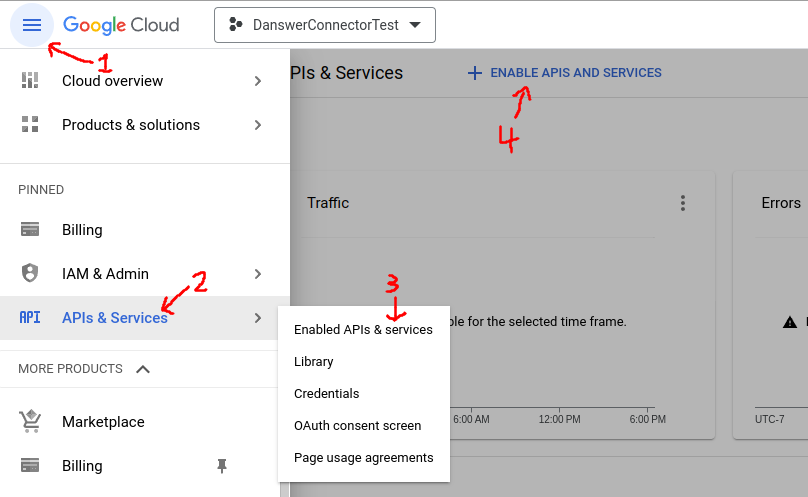 Google Cloud
DanswerConnectorTest
1
Cloud overview
PIs & Services
ENABLE APIS AND SERVICES
4
Products & solutions
PINNED
Traffic
Errors
Billing
IAM & Admin
2
3
API
APIs & Services
Enabled APIs & services
ble for the selected time frame.
Library
MORE PRODUCTS
Credentials
6:00 AM
12:00 PM
6:00 PM
UTC-7
Marketplace
OAuth consent screen
Billing
Page usage agreements